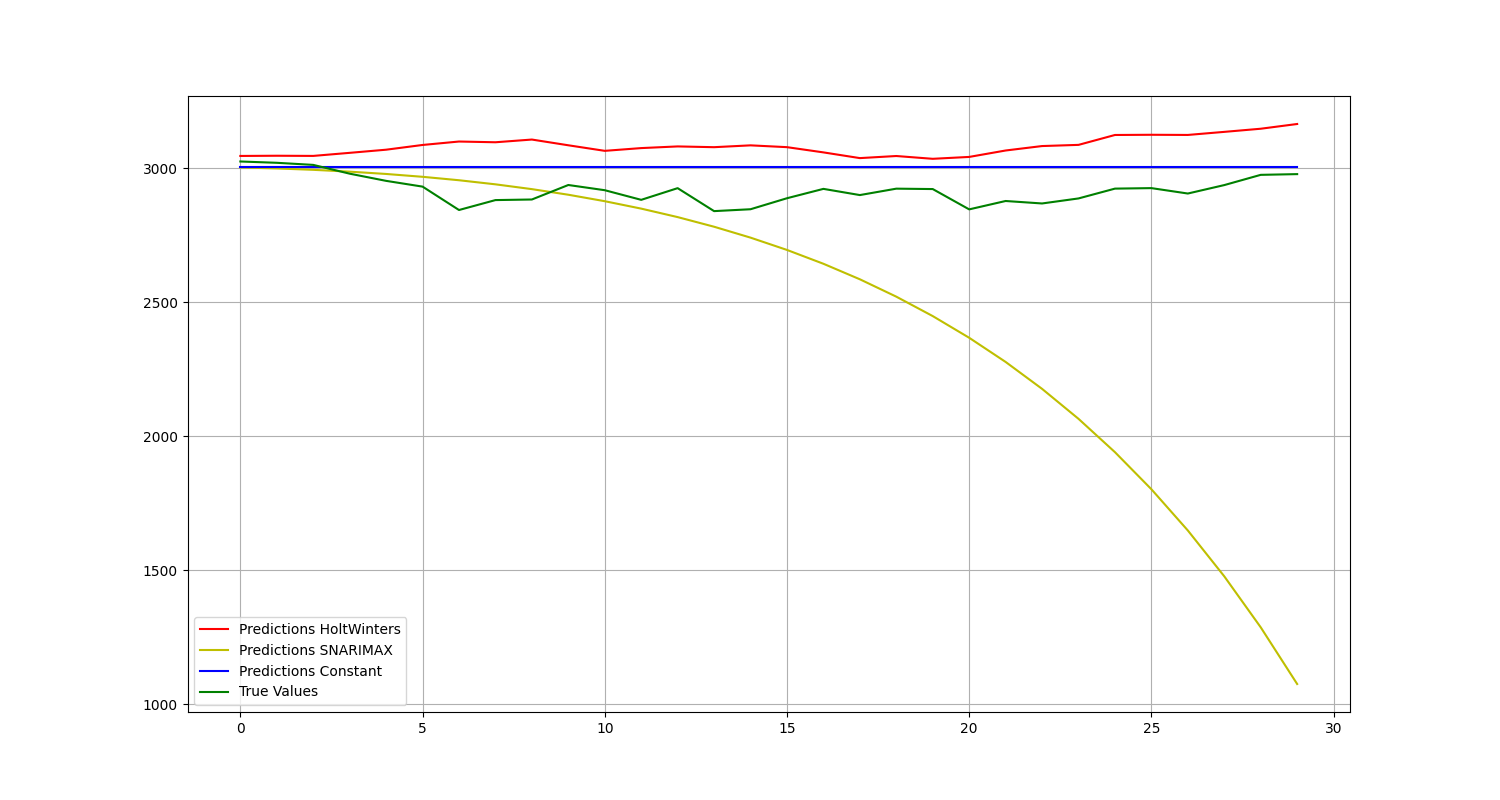 3000
2500
2000
1500
1000
0 5 10 15 20 25 30
Predictions HoltWinters
Predictions SNARIMAX
Predictions Constant
True Values